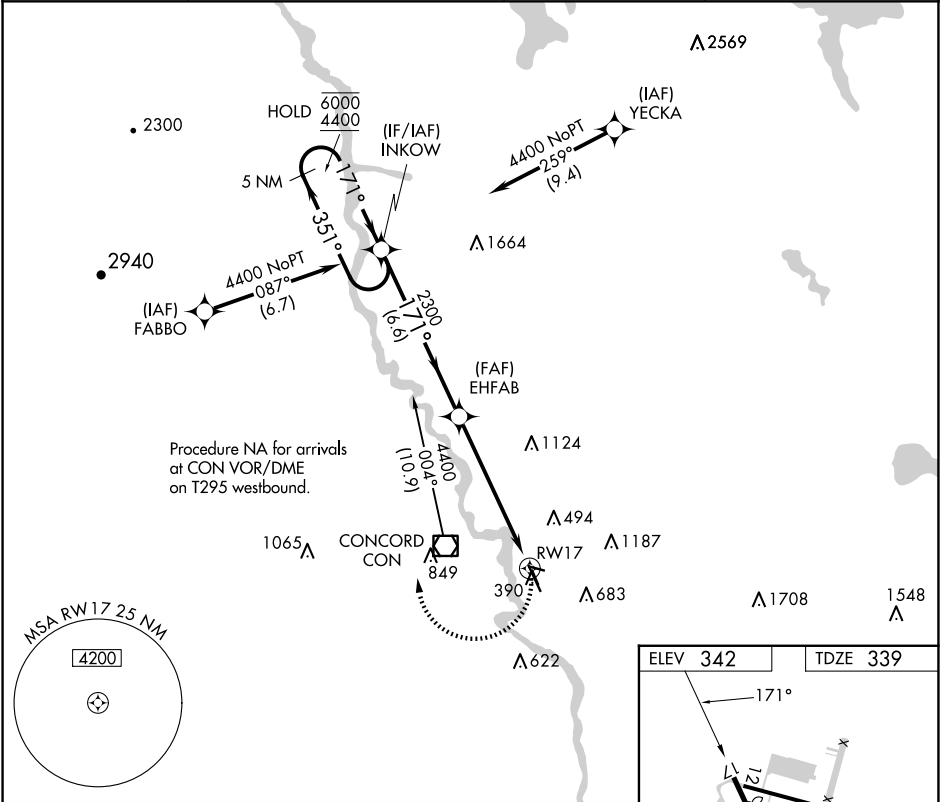 2569
(IAF)
YECKA
HOLD
6000
4400
2300
(IF/IAF)
INKOW
4400 NoPT
259°
(9.4)
5 NM
171°
351°
1664
2940
4400 NoPT
087°
(6.7)
(IAF)
FABBO
2300
171°
(6.6)
(FAF)
EHFAB
Procedure NA for arrivals
at CON VOR/DME
on T295 westbound.
4400
004°
(10.9)
1124
494
1065
CONCORD
CON
849
1187
RW17
390
683
1708
1548
622
MSA RW17 25 NM
4200
ELEV 342
TDZE 339
171°
17
12